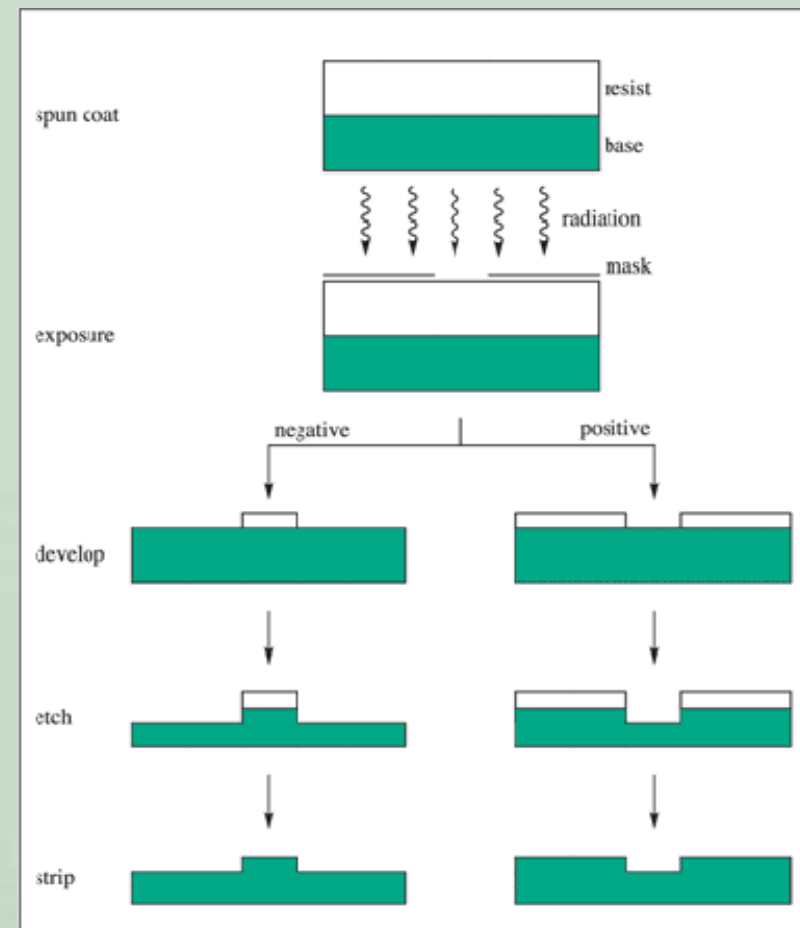 resist
spun coat
base
radiation
mask
exposure
negative
positive
develop
etch
strip